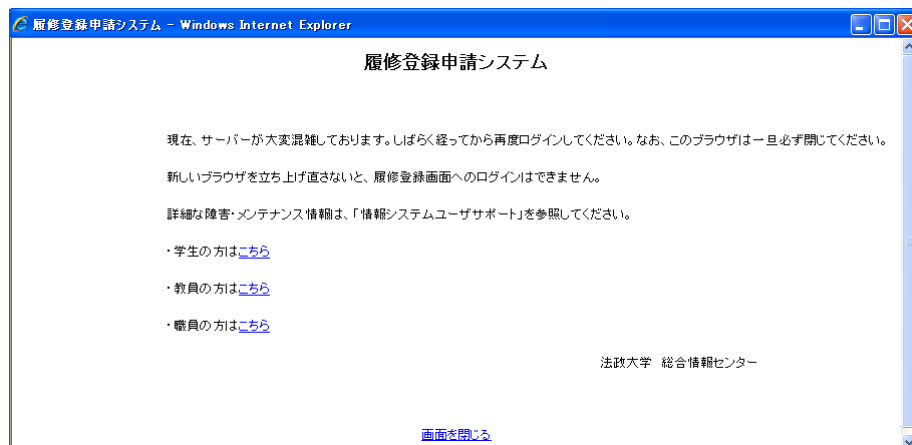 履修登録申請システム - Windows Internet Explorer
履修登録申請システム
現在、サーバーが大変混雑しております。しばらく経ってから再度ログインしてください。なお、このブラウザは一旦必ず閉じてください。
新しいブラウザを立ち上げ直さないと、履修登録画面へのログインはできません。
詳細な障害・メンテナンス情報は、「情報システムユーザサポート」を参照してください。
・学生の方はこちら
・教員の方はこちら
・職員の方はこちら
法政大学　総合情報センター
画面を閉じる